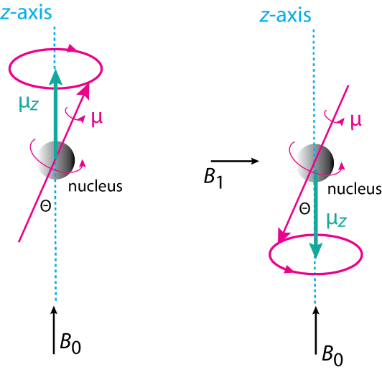 z-axis
μz
μ
nucleus
Θ
B0
z-axis
μ
B1
nucleus
Θ
μz
B0